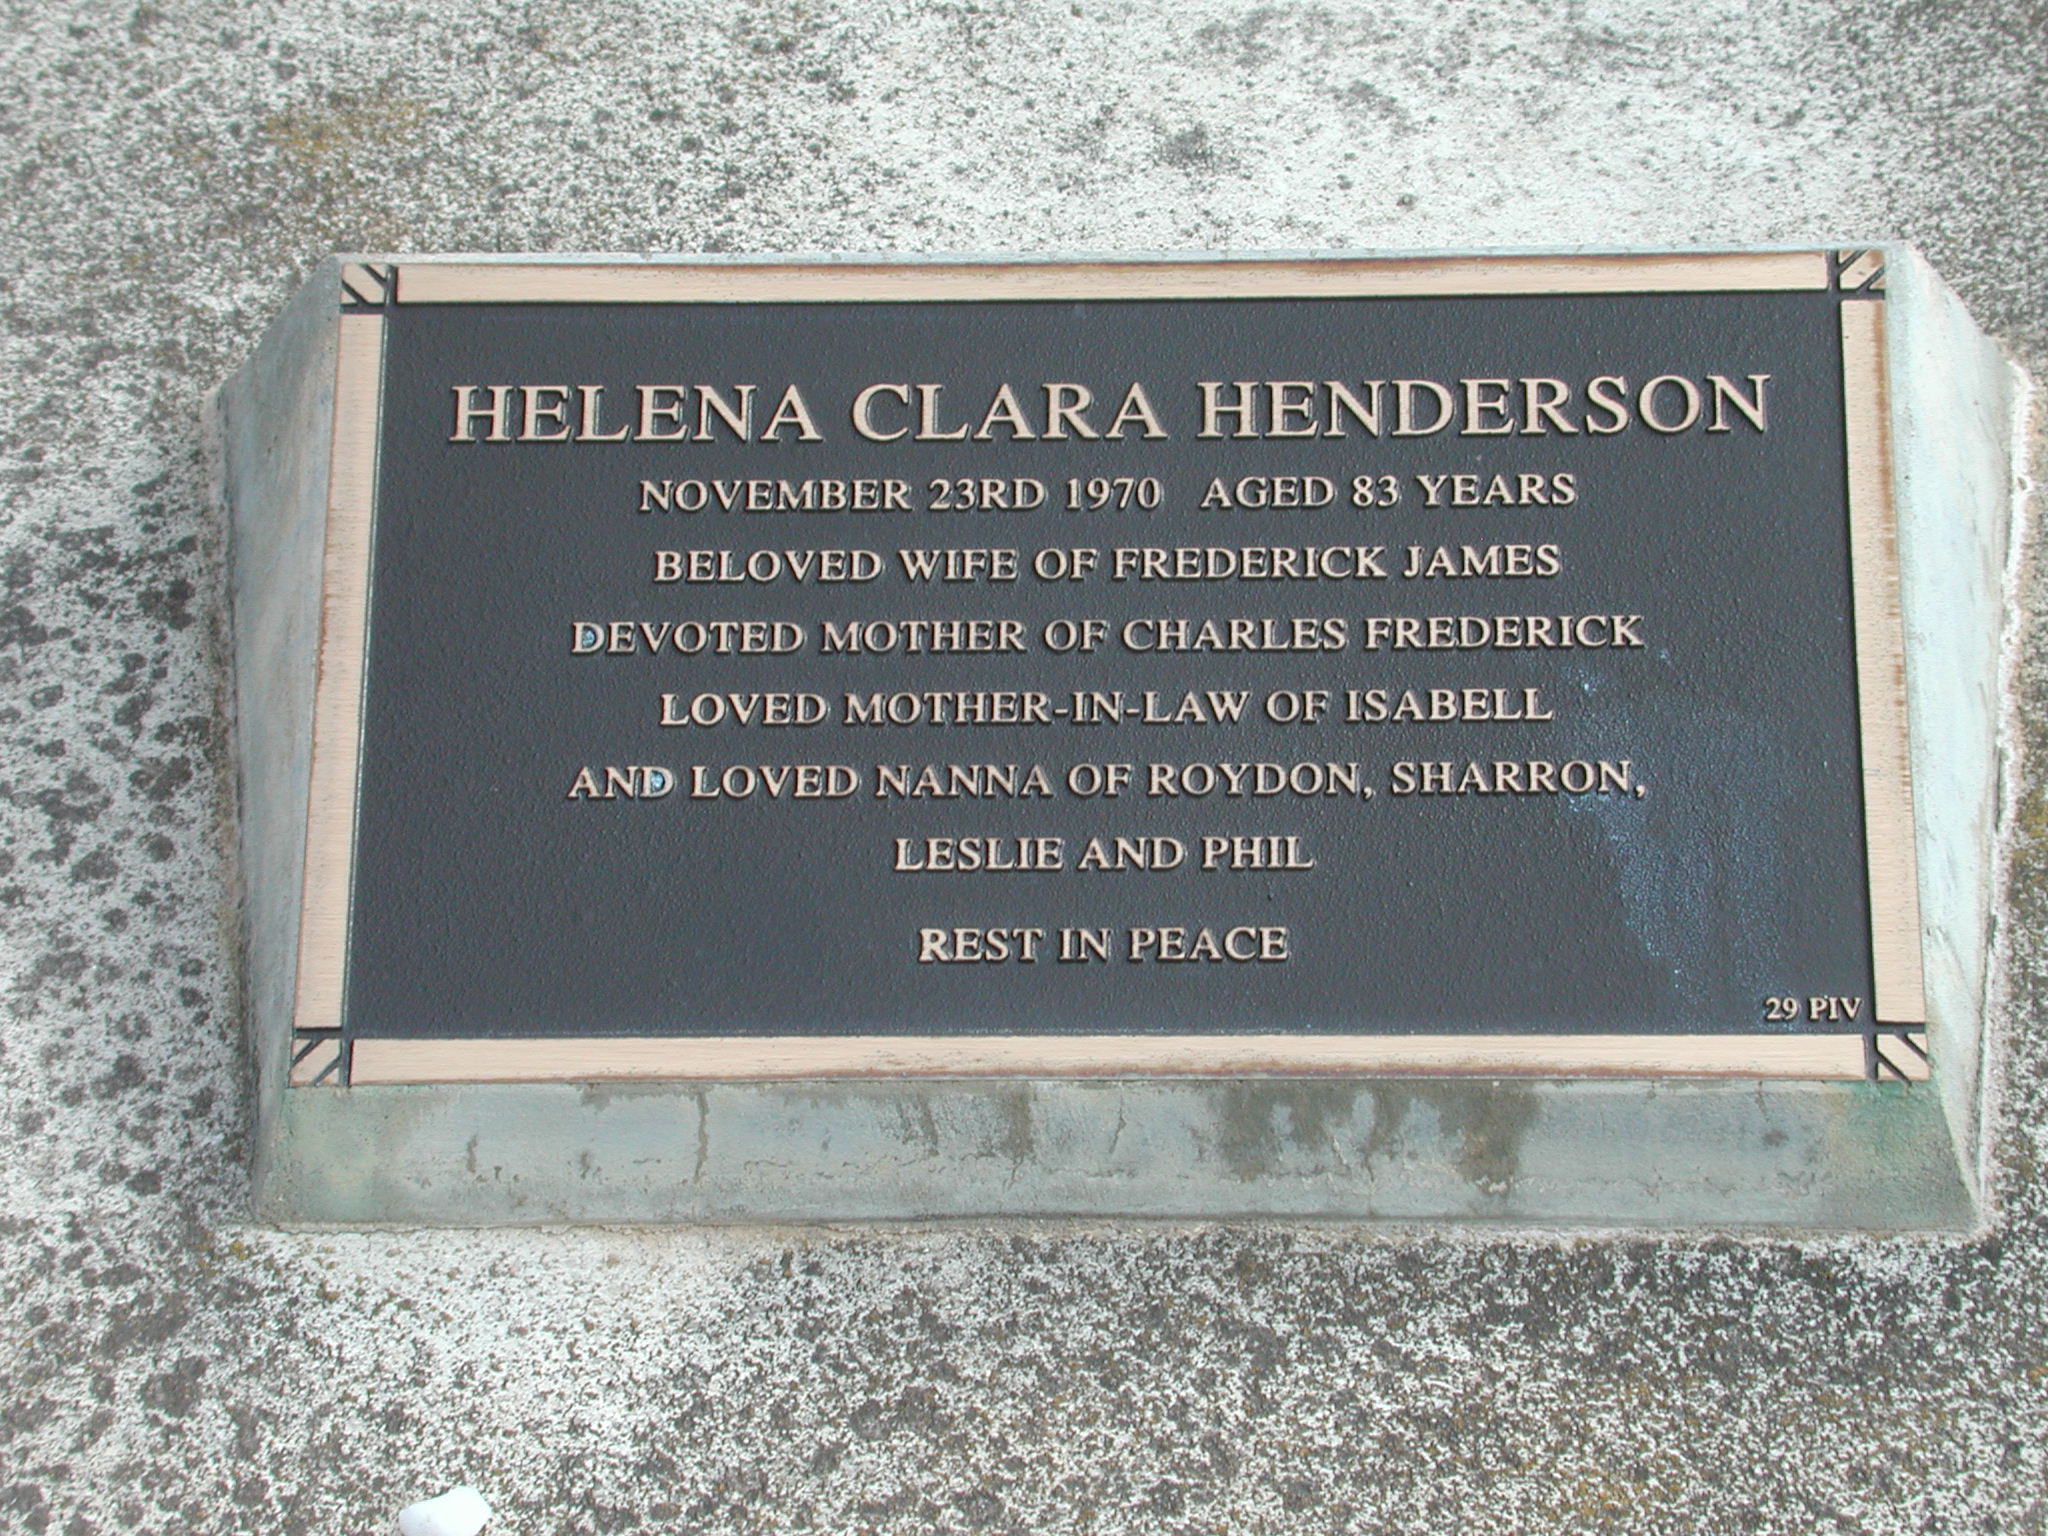 HELENA CLARA HENDERSON
NOVEMBER 23RD 1970 AGED 83 YEARS
BELOVED WIFE OF FREDERICK JAMES
DEVOTED MOTHER OF CHARLES FREDERICK
LOVED MOTHER-IN-LAW OF ISABELL
AND LOVED NANNA OF ROYDON, SHARRON,
LESLIE AND PHIL
REST IN PEACE
29 PIV